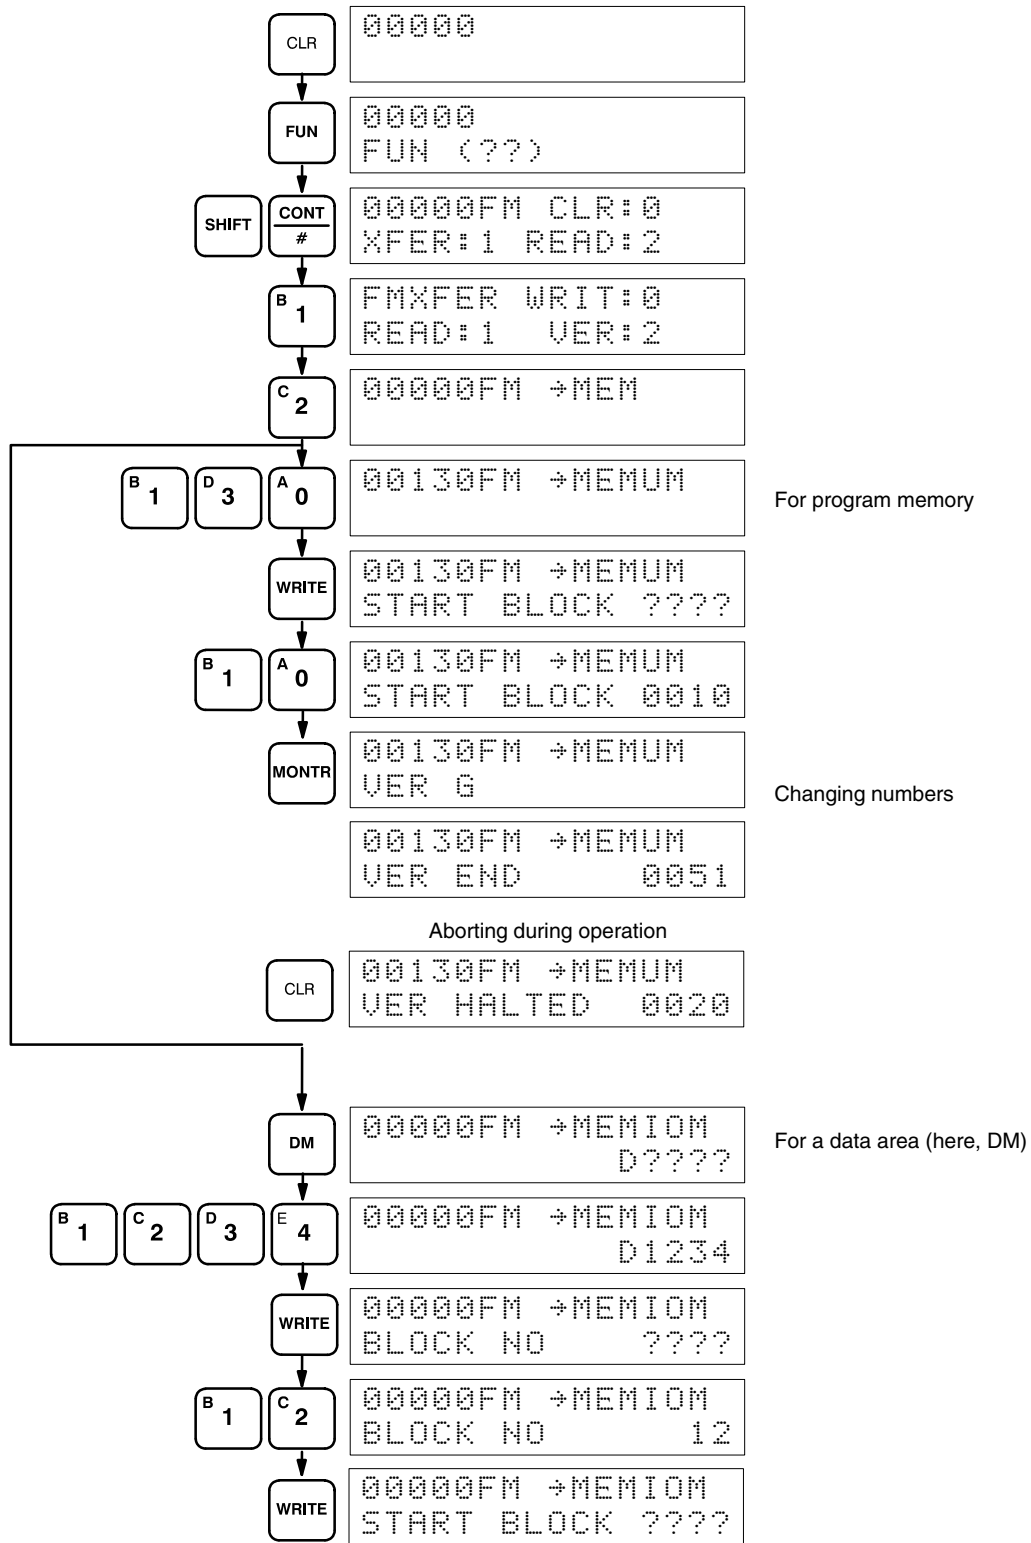 CLR
00000
FUN
00000
FUN (??)
SHIFT
CONT
#
00000FM CLR:0
XFER:1 READ:2
B 1
FMXFER WRIT:0
READ:1 VER:2
C 2
00000FM →MEM
B 1
D 3
A 0
00130FM →MEMUM
For program memory
WRITE
00130FM →MEMUM
START BLOCK ????
B 1
A 0
00130FM →MEMUM
START BLOCK 0010
MONTR
00130FM →MEMUM
VER G
Changing numbers
00130FM →MEMUM
VER END 0051
Aborting during operation
CLR
00130FM →MEMUM
VER HALTED 0020
DM
00000FM →MEMIOM
D????
For a data area (here, DM)
B 1
C 2
D 3
E 4
00000FM →MEMIOM
D1234
WRITE
00000FM →MEMIOM
BLOCK NO ????
B 1
C 2
00000FM →MEMIOM
BLOCK NO 12
WRITE
00000FM →MEMIOM
START BLOCK ????